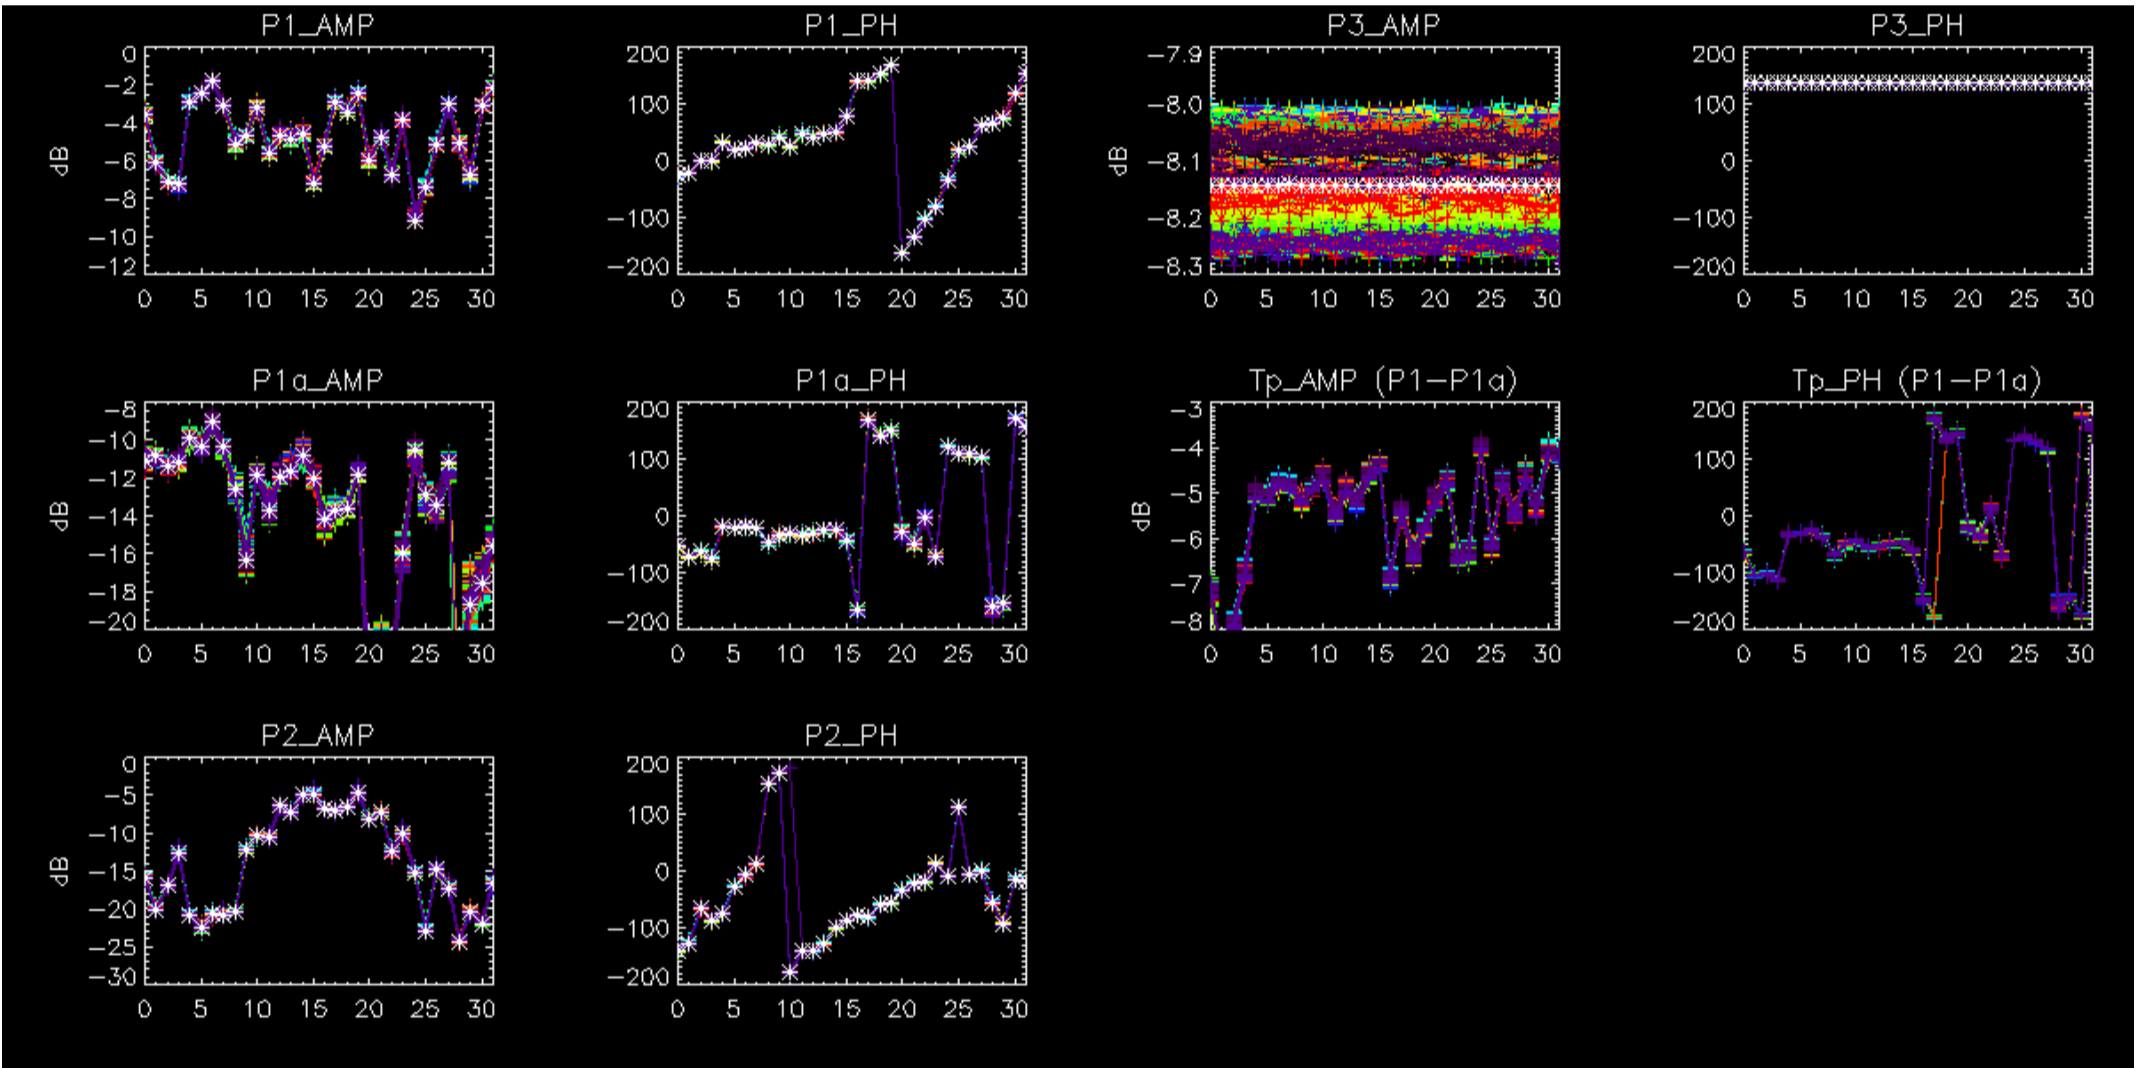 P1_AMP
P1_PH
P3_AMP
P3_PH
dB
0
−2
−4
−6
−8
−10
−12
0 5 10 15 20 25 30
200
100
0
−100
−200
0 5 10 15 20 25 30
dB
−7.9
−8.0
−8.1
−8.2
−8.3
0 5 10 15 20 25 30
200
100
0
−100
−200
0 5 10 15 20 25 30
P1a_AMP
P1a_PH
Tp_AMP (P1−P1a)
Tp_PH (P1−P1a)
dB
−8
−10
−12
−14
−16
−18
−20
0 5 10 15 20 25 30
200
100
0
−100
−200
0 5 10 15 20 25 30
dB
−3
−4
−5
−6
−7
−8
0 5 10 15 20 25 30
200
100
0
−100
−200
0 5 10 15 20 25 30
P2_AMP
P2_PH
dB
0
−5
−10
−15
−20
−25
−30
0 5 10 15 20 25 30
200
100
0
−100
−200
0 5 10 15 20 25 30